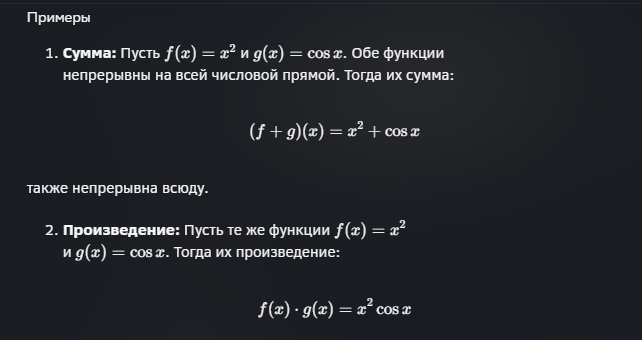 Примеры
1. Сумма: Пусть f(x) = x² и g(x) = cos x. Обе функции
непрерывны на всей числовой прямой. Тогда их сумма:
(f + g)(x) = x² + cos x
также непрерывна всюду.
2. Произведение: Пусть те же функции f(x) = x²
и g(x) = cos x. Тогда их произведение:
f(x) · g(x) = x² cos x